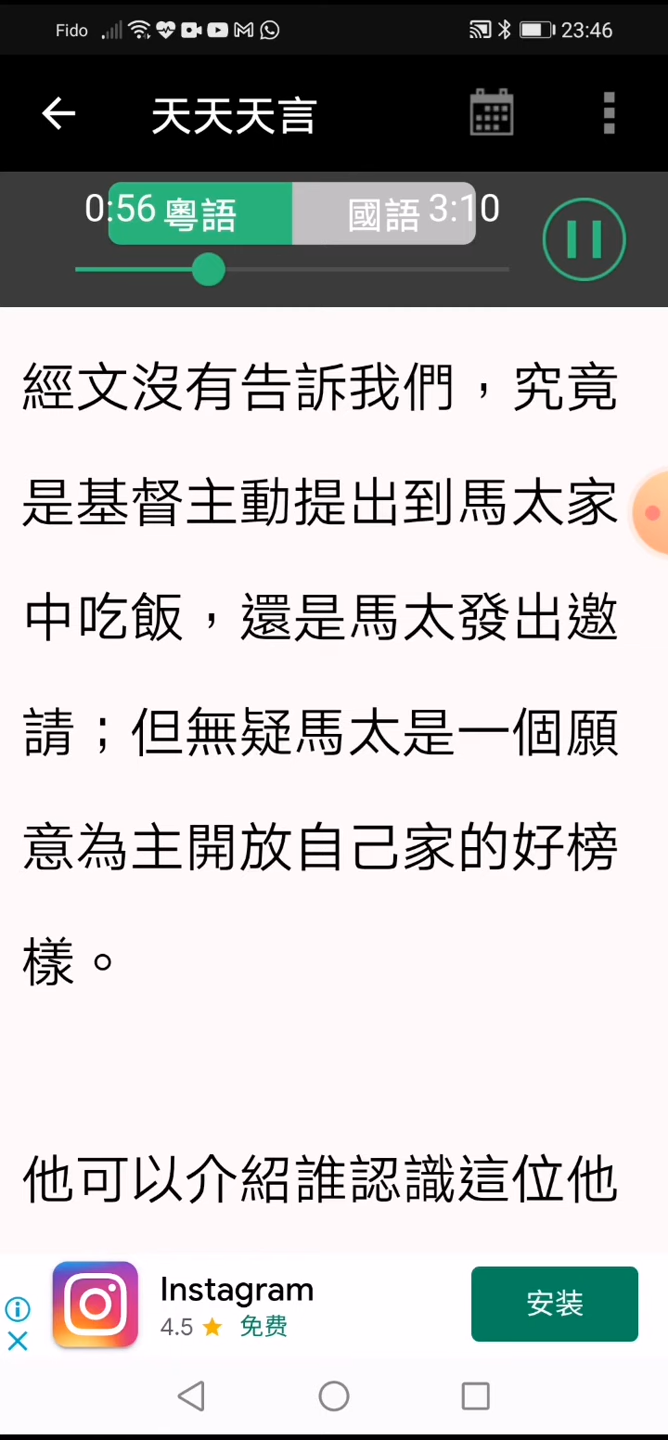 Fido 23:46
天天天言
0:56 粵語 國語 3:10
經文沒有告訴我們，究竟
是基督主動提出到馬太家
中吃飯，還是馬太發出邀
請；但無疑馬太是一個願
意為主開放自己家的好榜
樣。
他可以介紹誰認識這位他
Instagram
4.5 ★ 免费
安装